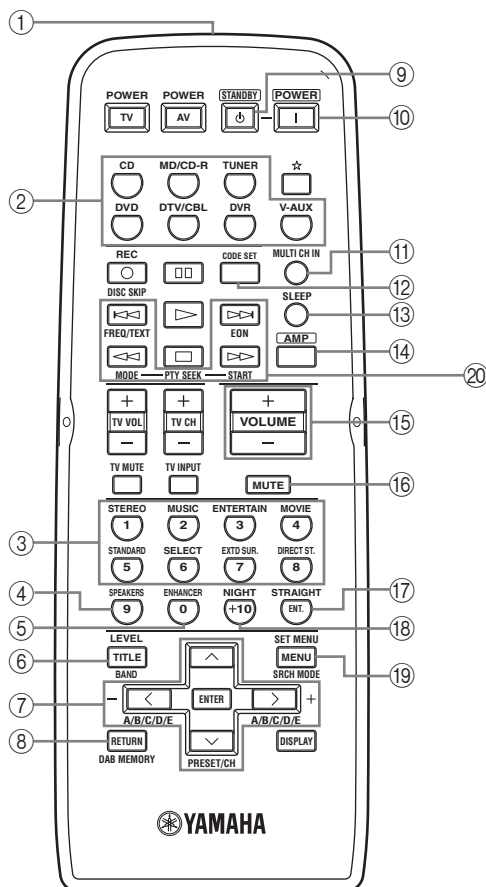 ①
POWER POWER STANDBY POWER ⑨
TV AV ⏻ I ⑩
CD MD/CD-R TUNER ☆
②
DVD DTV/CBL DVR V-AUX
REC CODE SET MULTI CH IN ⑪
DISC SKIP ⑫
SLEEP ⑬
FREQ/TEXT EON
AMP ⑭
MODE PTY SEEK START ⑳
+ + +
TV VOL TV CH VOLUME ⑮
− − −
TV MUTE TV INPUT
MUTE ⑯
STEREO MUSIC ENTERTAIN MOVIE
1 2 3 4
③
STANDARD SELECT EXTD SUR. DIRECT ST.
5 6 7 8
SPEAKERS ENHANCER NIGHT STRAIGHT ⑰
④ 9 0 +10 ENT.
⑤ ⑱
LEVEL SET MENU
⑥ TITLE MENU ⑲
BAND SRCH MODE
⑦ − ENTER +
A/B/C/D/E A/B/C/D/E
⑧ RETURN DISPLAY
DAB MEMORY PRESET/CH
YAMAHA